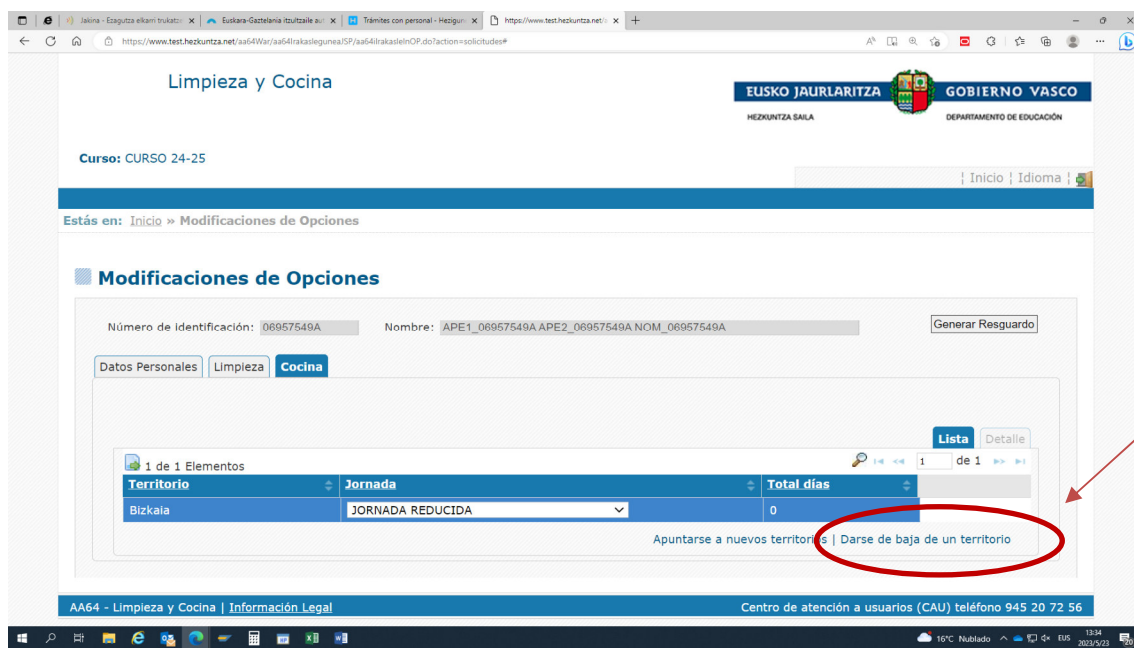 Jakina - Ezagutza elkarri trukatze
Euskara-Gaztelania itzultzaile aut
Trámites con personal - Hezigune
https://www.test.hezkuntza.net/
https://www.test.hezkuntza.net/aa64War/aa64IrakasleguneaJSP/aa64iIrakasleInOP.do?action=solicitudes#
Limpieza y Cocina
EUSKO JAURLARITZA
GOBIERNO VASCO
HEZKUNTZA SAILA
DEPARTAMENTO DE EDUCACIÓN
Curso: CURSO 24-25
¦ Inicio ¦ Idioma ¦
Estás en: Inicio » Modificaciones de Opciones
Modificaciones de Opciones
Número de identificación: 06957549A Nombre: APE1_06957549A APE2_06957549A NOM_06957549A Generar Resguardo
Datos Personales Limpieza Cocina
Lista Detalle
1 de 1 Elementos 1 de 1
Territorio Jornada Total días
Bizkaia JORNADA REDUCIDA 0
Apuntarse a nuevos territorios | Darse de baja de un territorio
AA64 - Limpieza y Cocina | Información Legal Centro de atención a usuarios (CAU) teléfono 945 20 72 56
16°C Nublado EUS 13:34
2023/5/23 20